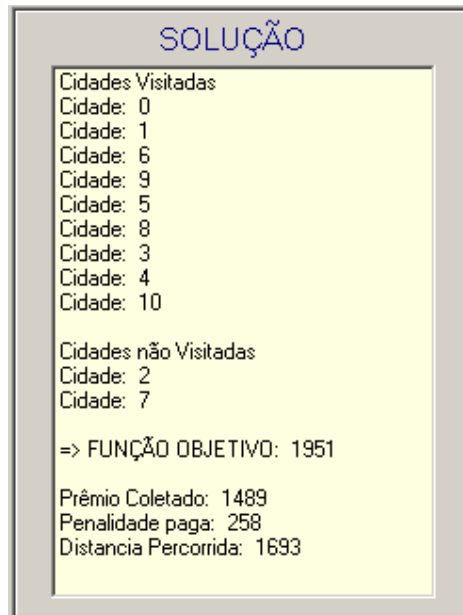 SOLUÇÃO
Cidades Visitadas
Cidade: 0
Cidade: 1
Cidade: 6
Cidade: 9
Cidade: 5
Cidade: 8
Cidade: 3
Cidade: 4
Cidade: 10
Cidades não Visitadas
Cidade: 2
Cidade: 7
=> FUNÇÃO OBJETIVO: 1951
Prêmio Coletado: 1489
Penalidade paga: 258
Distancia Percorrida: 1693